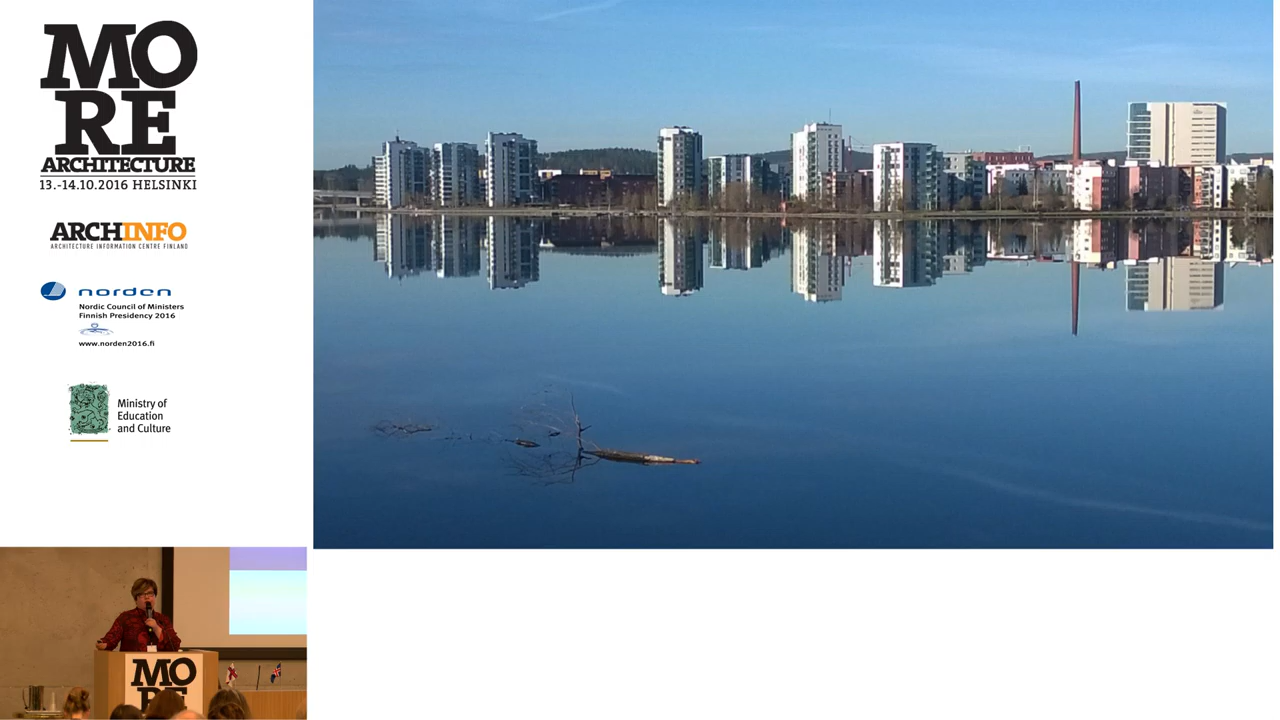 MO
RE
ARCHITECTURE
13.-14.10.2016 HELSINKI
ARCHINFO
ARCHITECTURE INFORMATION CENTRE FINLAND
norden
Nordic Council of Ministers
Finnish Presidency 2016
www.norden2016.fi
Ministry of
Education
and Culture
MO
RE